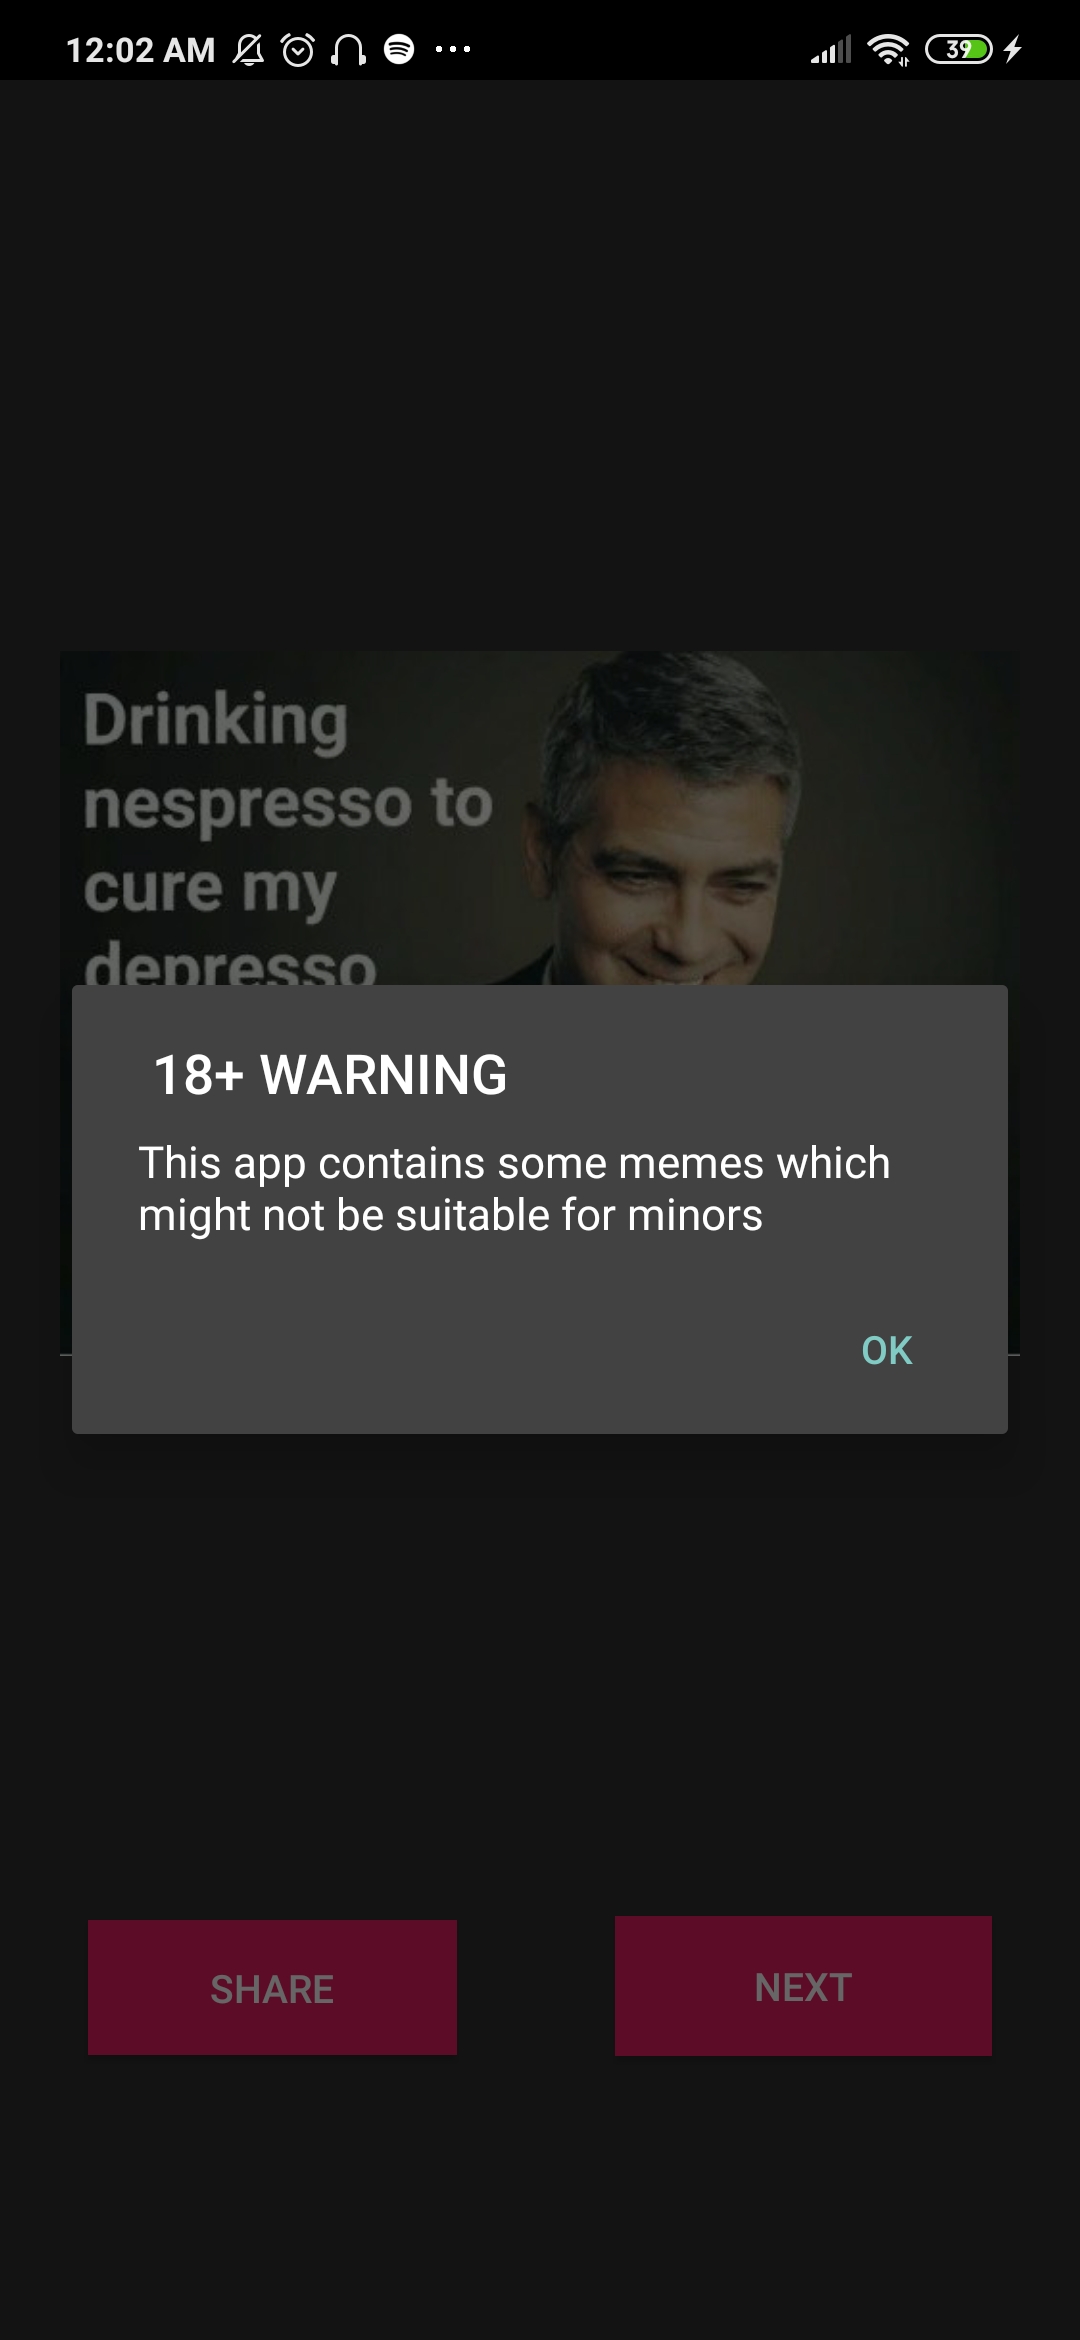 12:02 AM
39
Drinking
nespresso to
cure my
depresso
18+ WARNING
This app contains some memes which
might not be suitable for minors
OK
SHARE
NEXT